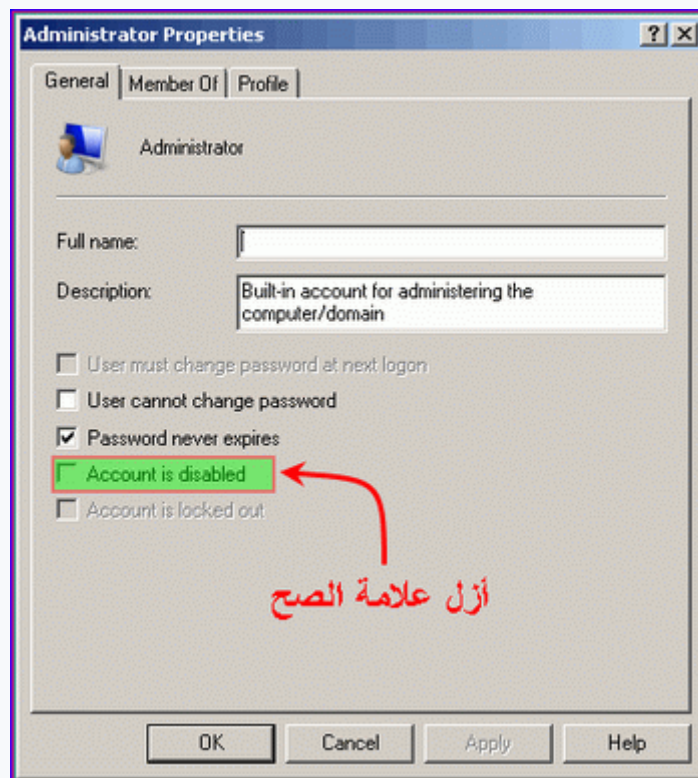 Administrator Properties
General
Member Of
Profile
Administrator
Full name:
Description:
Built-in account for administering the
computer/domain
User must change password at next logon
User cannot change password
Password never expires
Account is disabled
Account is locked out
أزل علامة الصح
OK
Cancel
Apply
Help